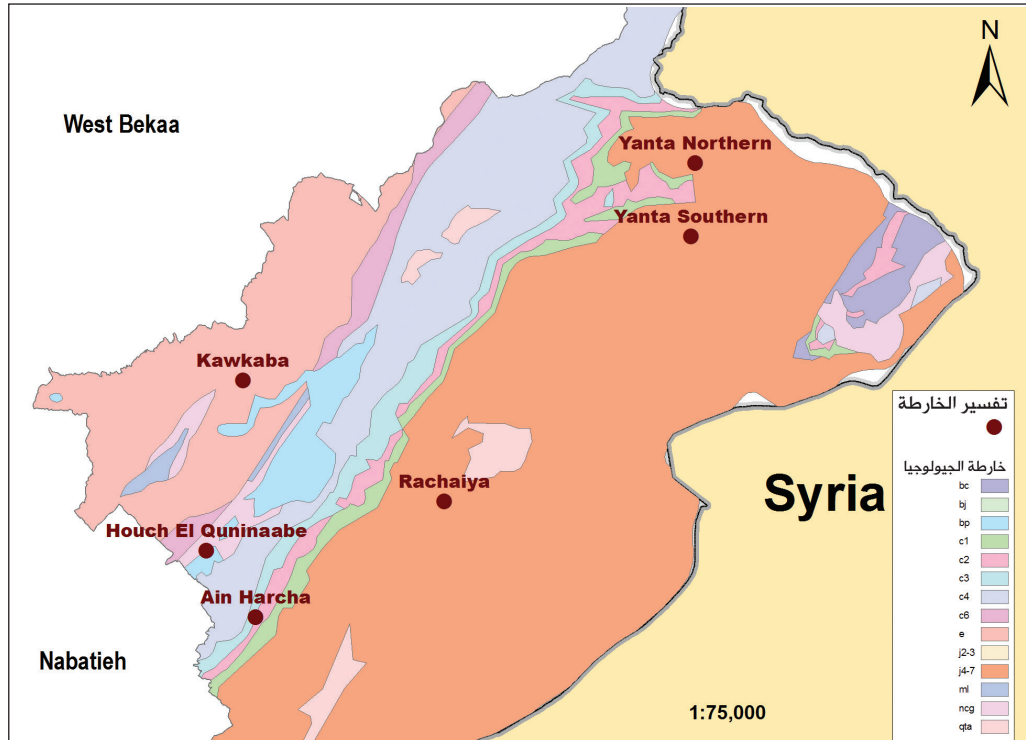 N
West Bekaa
Yanta Northern
Yanta Southern
Kawkaba
تفسير الخارطة
Rachaiya
Syria
خارطة الجيولوجيا
bc
bj
bp
c1
c2
c3
c4
c6
e
j2-3
j4-7
ml
ncg
qta
Houch El Quninaabe
Ain Harcha
Nabatieh
1:75,000